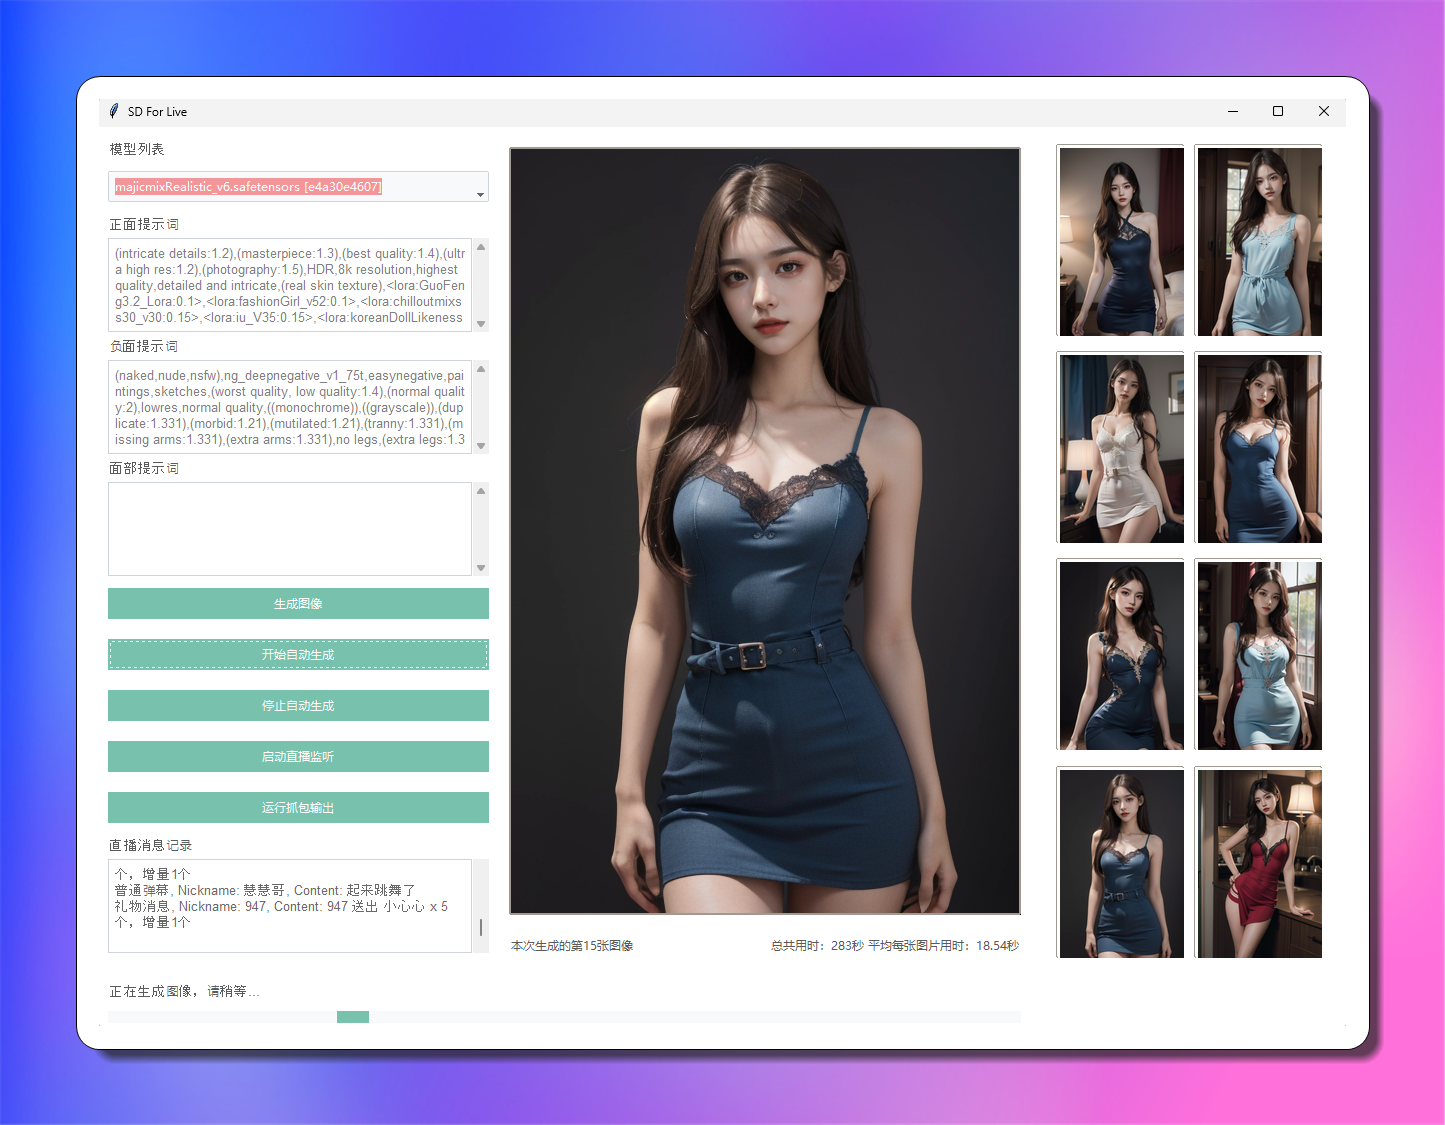 SD For Live
模型列表
majicmixRealistic_v6.safetensors [e4a30e4607]
正面提示词
(intricate details:1.2),(masterpiece:1.3),(best quality:1.4),(ultr
a high res:1.2),(photography:1.5),HDR,8k resolution,highest
quality,detailed and intricate,(real skin texture),<lora:GuoFen
g3.2_Lora:0.1>,<lora:fashionGirl_v52:0.1>,<lora:chilloutmixs
s30_v30:0.15>,<lora:iu_V35:0.15>,<lora:koreanDollLikeness
负面提示词
(naked,nude,nsfw),ng_deepnegative_v1_75t,easynegative,pai
ntings,sketches,(worst quality, low quality:1.4),(normal qualit
y:2),lowres,normal quality,((monochrome)),((grayscale)),(dup
licate:1.331),(morbid:1.21),(mutilated:1.21),(tranny:1.331),(m
issing arms:1.331),(extra arms:1.331),no legs,(extra legs:1.3
面部提示词
生成图像
开始自动生成
停止自动生成
启动直播监听
运行抓包输出
直播消息记录
个，增量1个
普通弹幕, Nickname: 慧慧哥, Content: 起来跳舞了
礼物消息, Nickname: 947, Content: 947 送出 小心心 x 5
个，增量1个
本次生成的第15张图像
总共用时：283秒 平均每张图片用时：18.54秒
正在生成图像，请稍等...